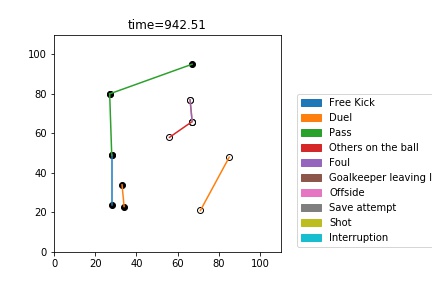 time=942.51
100
80
60
40
20
0
0 20 40 60 80 100
Free Kick
Duel
Pass
Others on the ball
Foul
Goalkeeper leaving l
Offside
Save attempt
Shot
Interruption